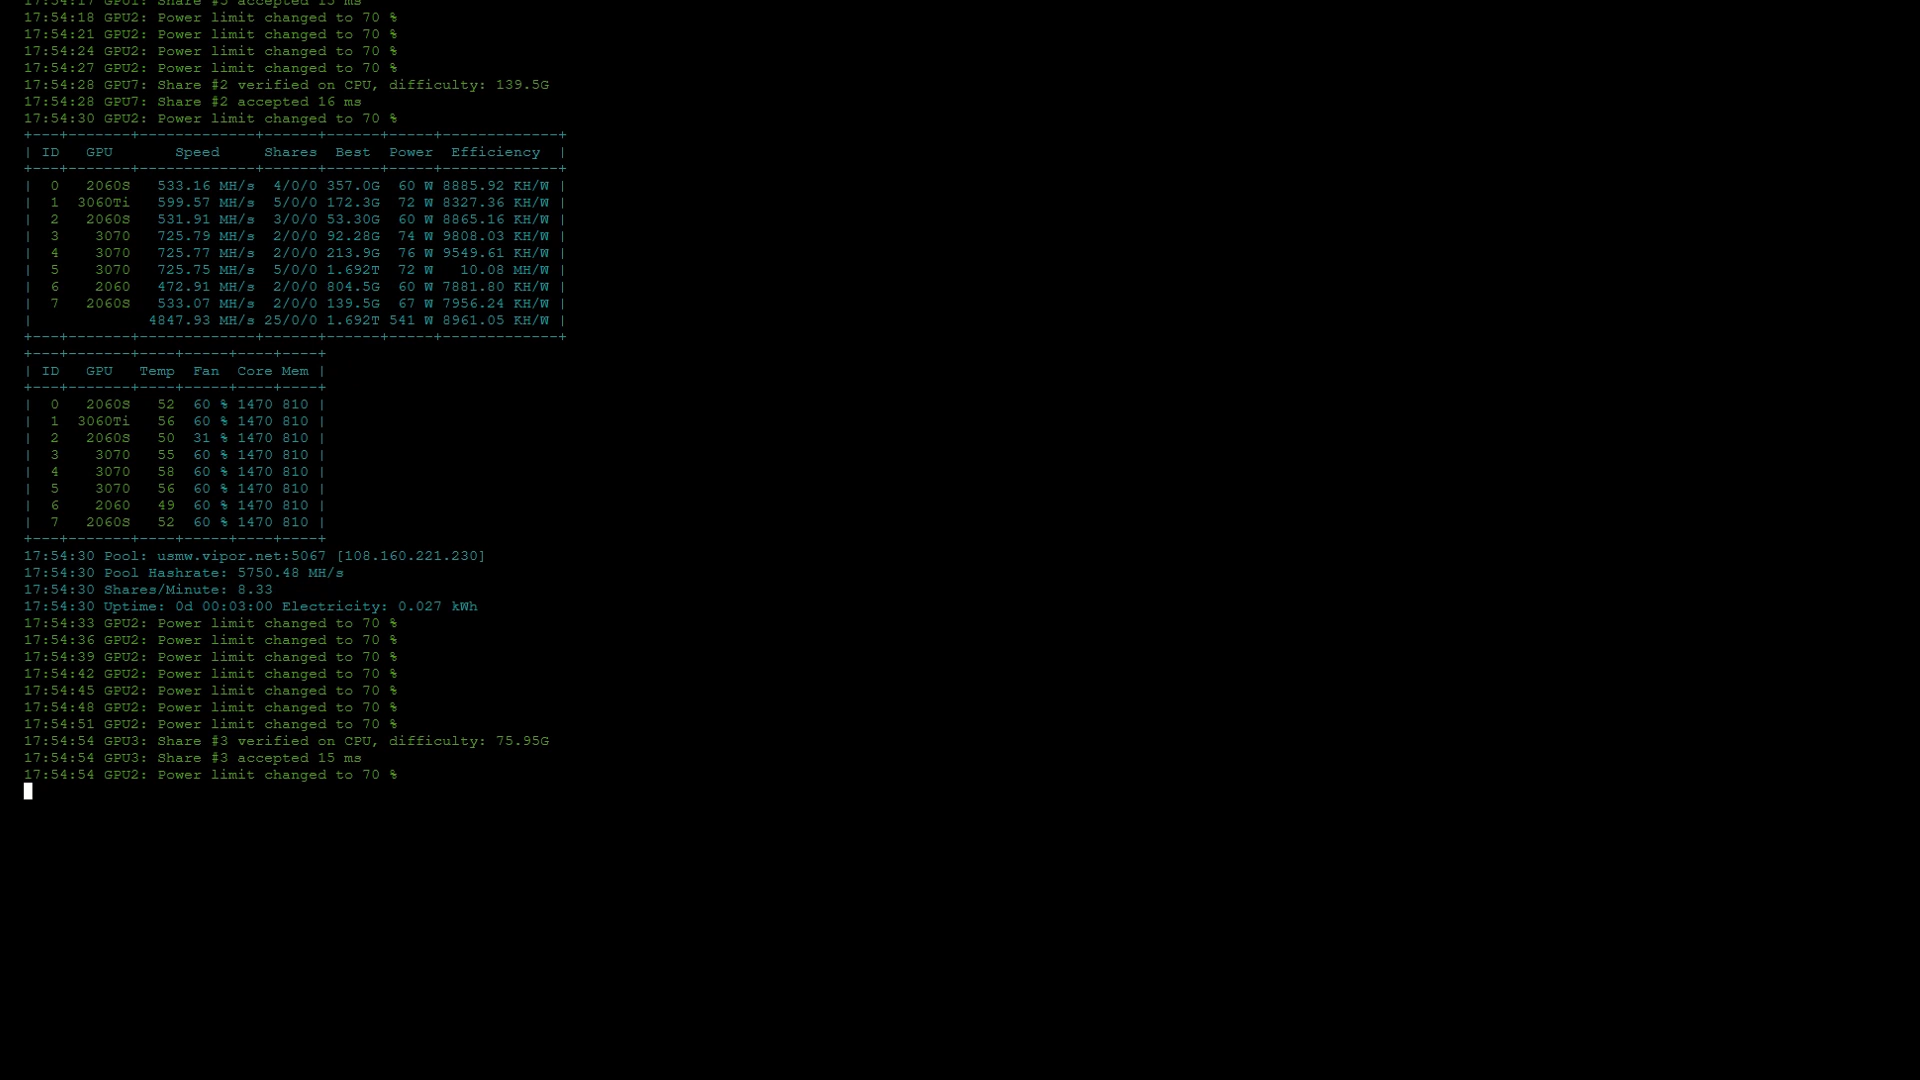 17:54:17 GPU1: Share #5 accepted 15 ms
17:54:18 GPU2: Power limit changed to 70 %
17:54:21 GPU2: Power limit changed to 70 %
17:54:24 GPU2: Power limit changed to 70 %
17:54:27 GPU2: Power limit changed to 70 %
17:54:28 GPU7: Share #2 verified on CPU, difficulty: 139.5G
17:54:28 GPU7: Share #2 accepted 16 ms
17:54:30 GPU2: Power limit changed to 70 %
+---+-------+-------------+------+------+-----+-------------+
| ID   GPU       Speed     Shares  Best  Power  Efficiency  |
+---+-------+-------------+------+------+-----+-------------+
|  0   2060S   533.16 MH/s  4/0/0 357.0G  60 W 8885.92 KH/W |
|  1  3060Ti   599.57 MH/s  5/0/0 172.3G  72 W 8327.36 KH/W |
|  2   2060S   531.91 MH/s  3/0/0 53.30G  60 W 8865.16 KH/W |
|  3    3070   725.79 MH/s  2/0/0 92.28G  74 W 9808.03 KH/W |
|  4    3070   725.77 MH/s  2/0/0 213.9G  76 W 9549.61 KH/W |
|  5    3070   725.75 MH/s  5/0/0 1.692T  72 W   10.08 MH/W |
|  6    2060   472.91 MH/s  2/0/0 804.5G  60 W 7881.80 KH/W |
|  7   2060S   533.07 MH/s  2/0/0 139.5G  67 W 7956.24 KH/W |
|             4847.93 MH/s 25/0/0 1.692T 541 W 8961.05 KH/W |
+---+-------+-------------+------+------+-----+-------------+
+---+-------+----+-----+----+----+
| ID   GPU   Temp  Fan  Core Mem |
+---+-------+----+-----+----+----+
|  0   2060S   52  60 % 1470 810 |
|  1  3060Ti   56  60 % 1470 810 |
|  2   2060S   50  31 % 1470 810 |
|  3    3070   55  60 % 1470 810 |
|  4    3070   58  60 % 1470 810 |
|  5    3070   56  60 % 1470 810 |
|  6    2060   49  60 % 1470 810 |
|  7   2060S   52  60 % 1470 810 |
+---+-------+----+-----+----+----+
17:54:30 Pool: usmw.vipor.net:5067 [108.160.221.230]
17:54:30 Pool Hashrate: 5750.48 MH/s
17:54:30 Shares/Minute: 8.33
17:54:30 Uptime: 0d 00:03:00 Electricity: 0.027 kWh
17:54:33 GPU2: Power limit changed to 70 %
17:54:36 GPU2: Power limit changed to 70 %
17:54:39 GPU2: Power limit changed to 70 %
17:54:42 GPU2: Power limit changed to 70 %
17:54:45 GPU2: Power limit changed to 70 %
17:54:48 GPU2: Power limit changed to 70 %
17:54:51 GPU2: Power limit changed to 70 %
17:54:54 GPU3: Share #3 verified on CPU, difficulty: 75.95G
17:54:54 GPU3: Share #3 accepted 15 ms
17:54:54 GPU2: Power limit changed to 70 %